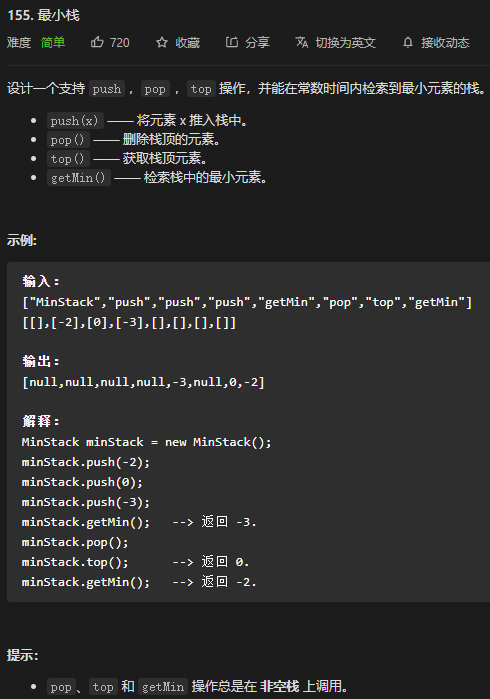 155. 最小栈
难度 简单 720 收藏 分享 切换为英文 接收动态
设计一个支持 push ，pop ，top 操作，并能在常数时间内检索到最小元素的栈。
push(x) —— 将元素 x 推入栈中。
pop() —— 删除栈顶的元素。
top() —— 获取栈顶元素。
getMin() —— 检索栈中的最小元素。
示例:
输入：
["MinStack","push","push","push","getMin","pop","top","getMin"]
[[],[-2],[0],[-3],[],[],[],[]]
输出：
[null,null,null,null,-3,null,0,-2]
解释：
MinStack minStack = new MinStack();
minStack.push(-2);
minStack.push(0);
minStack.push(-3);
minStack.getMin();   --> 返回 -3.
minStack.pop();
minStack.top();      --> 返回 0.
minStack.getMin();   --> 返回 -2.
提示：
pop、top 和 getMin 操作总是在 非空栈 上调用。